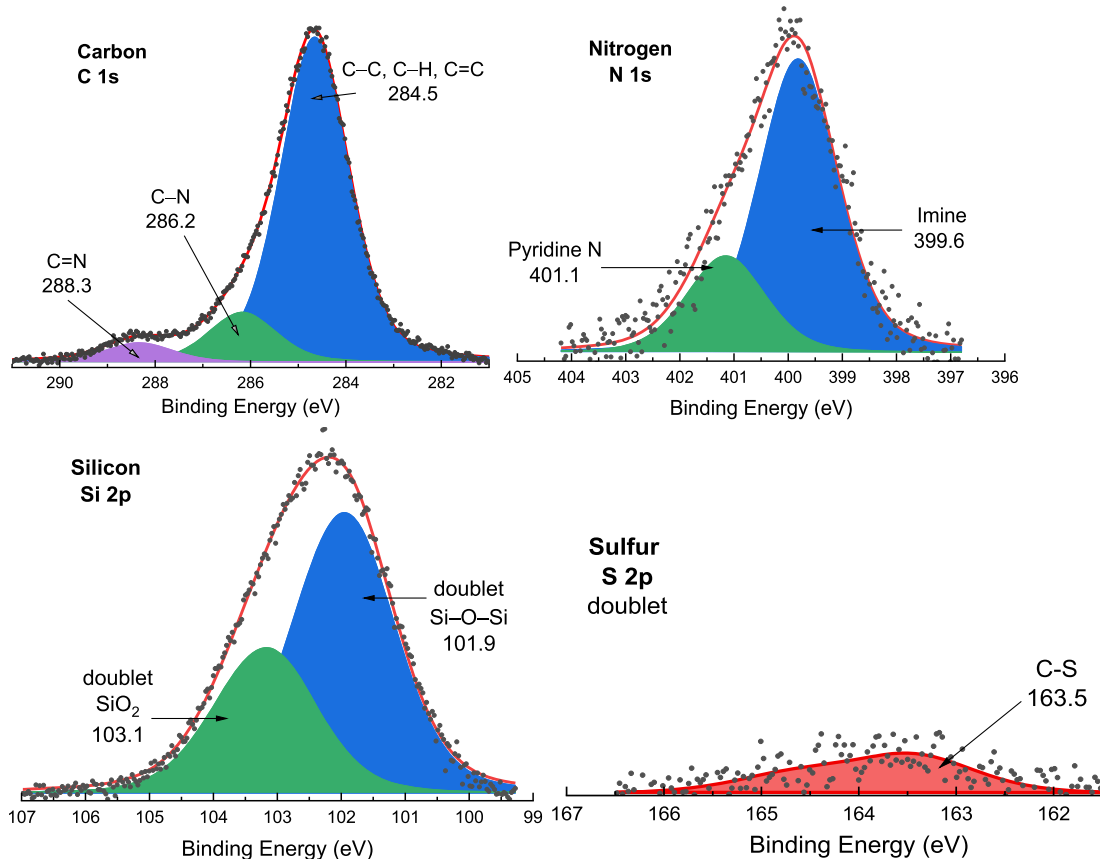 Carbon
C 1s
C–C, C–H, C=C
284.5
C–N
286.2
C=N
288.3
290 288 286 284 282
Binding Energy (eV)
Nitrogen
N 1s
Imine
399.6
Pyridine N
401.1
405 404 403 402 401 400 399 398 397 396
Binding Energy (eV)
Silicon
Si 2p
doublet
Si–O–Si
101.9
doublet
SiO₂
103.1
107 106 105 104 103 102 101 100 99
Binding Energy (eV)
Sulfur
S 2p
doublet
C-S
163.5
167 166 165 164 163 162
Binding Energy (eV)